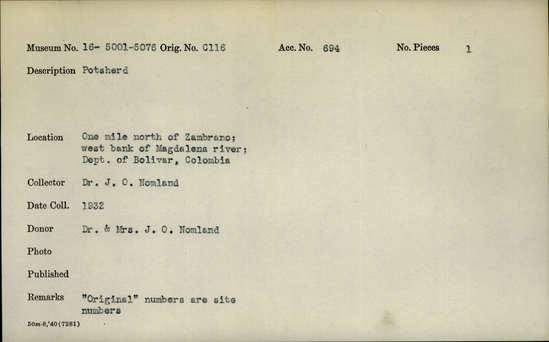 Museum No. 16- 5001-5076 Orig. No. C116 Acc. No. 694 No. Pieces 1
Description Potsherd
Location One mile north of Zambrano;
west bank of Magdalena river;
Dept. of Bolivar, Colombia
Collector Dr. J. O. Nomland
Date Coll. 1932
Donor Dr. & Mrs. J. O. Nomland
Photo
Published
Remarks "Original" numbers are site
numbers
50m-8,'40(7281)